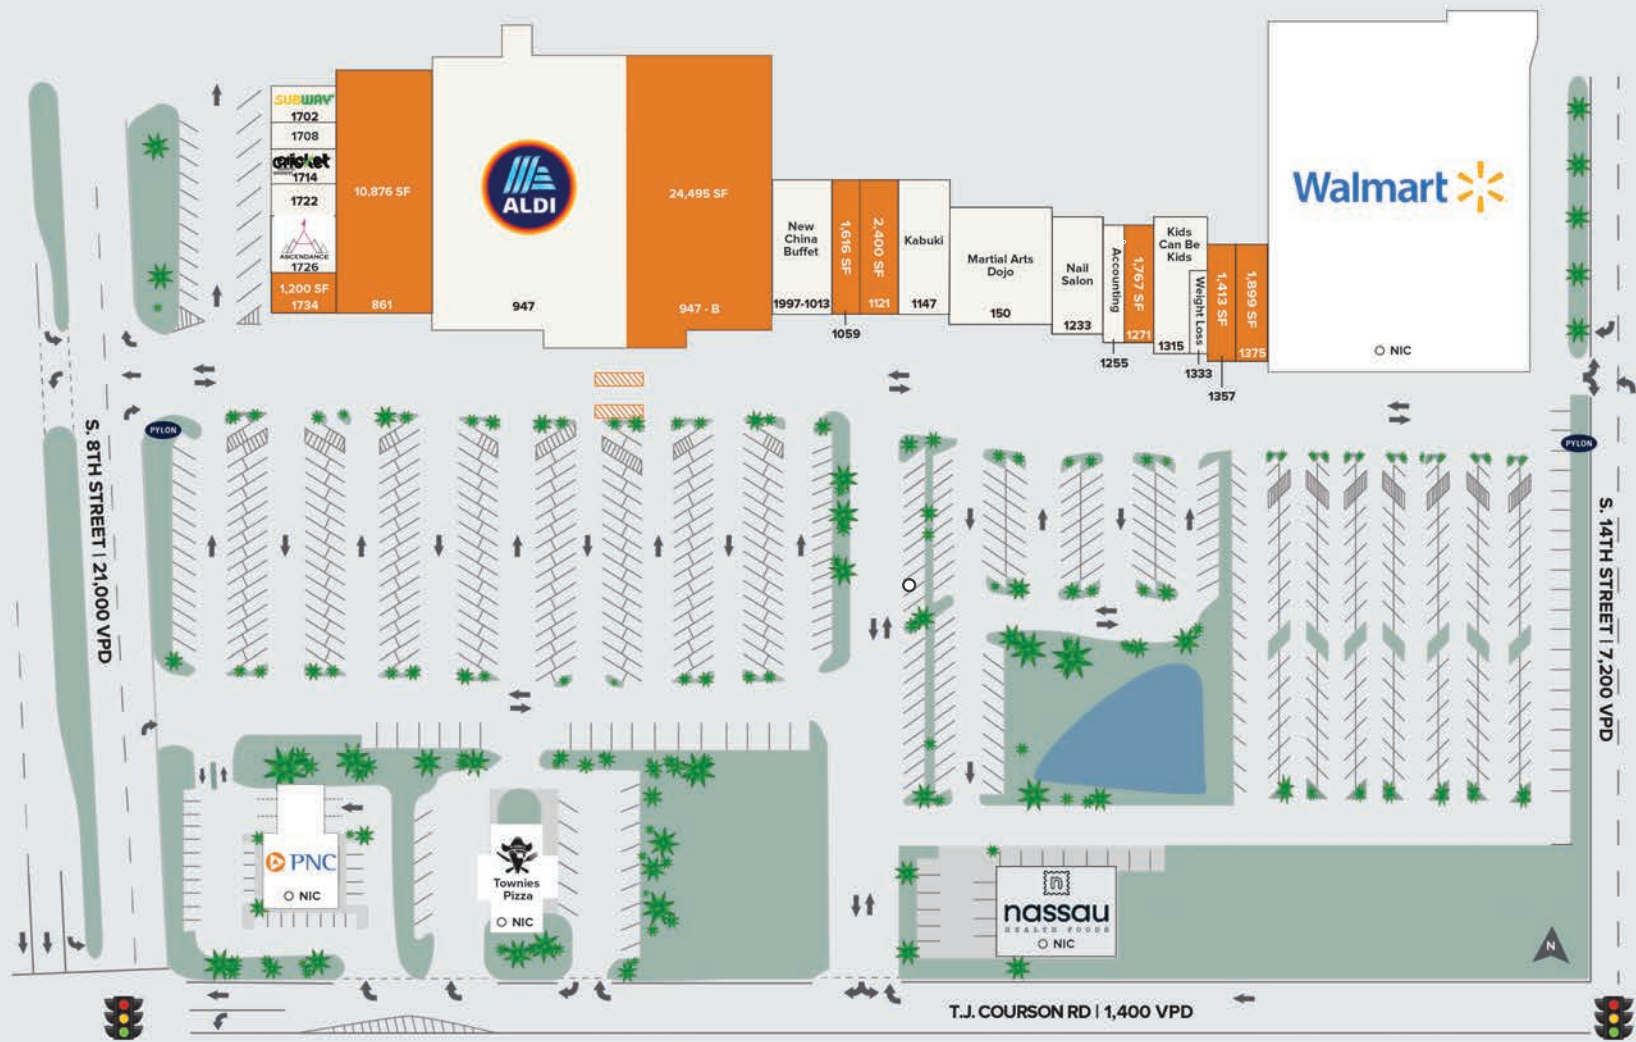 SUBWAY
1702
1708
cricket
1714
1722
ASCENDANCE
1726
1,200 SF
1734
10,876 SF
861
ALDI
947
24,495 SF
947 - B
New
China
Buffet
1997-1013
1,616 SF
1059
2,400 SF
1121
Kabuki
1147
Martial Arts
Dojo
150
Nail
Salon
1233
Accounting
1255
1,767 SF
1271
Kids
Can Be
Kids
1315
Weight Loss
1333
1,413 SF
1357
1,899 SF
1375
Walmart
NIC
PYLON
PYLON
S. 8TH STREET | 21,000 VPD
S. 14TH STREET | 7,200 VPD
PNC
NIC
Townies
Pizza
NIC
n
nassau
HEALTH FOODS
NIC
N
T.J. COURSON RD | 1,400 VPD